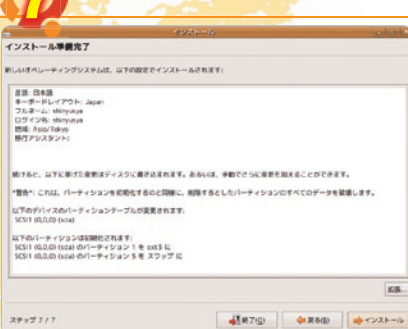 7
インストール
インストール準備完了
新しいオペレーティングシステムは、以下の設定でインストールされます:
言語: 日本語
キーボードレイアウト: Japan
フルネーム: shinyusya
ログイン名: shinyusya
地域: Asia/Tokyo
移行アシスタント:
続けると、以下に挙げた変更はディスクに書き込まれます。あるいは、手動でさらに変更を加えることができます。
"警告": これは、パーティションを初期化するのと同様に、削除するとしたパーティションのすべてのデータを破壊します。
以下のデバイスのパーティションテーブルが変更されます:
SCSI1 (0,0,0) (sda)
以下のパーティションは初期化されます:
SCSI1 (0,0,0) (sda) のパーティション 1 を ext3 に
SCSI1 (0,0,0) (sda) のパーティション 5 を スワップ に
拡張...
ステップ 7 / 7
終了(Q)
戻る(B)
インストール